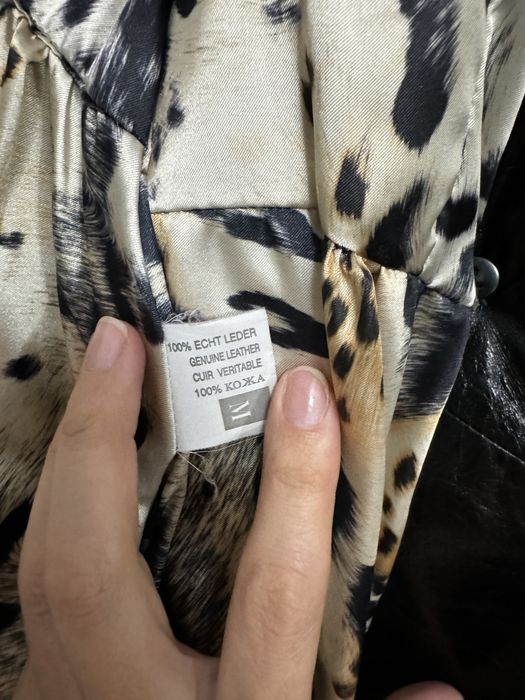 100% ECHT LEDER
GENUINE LEATHER
CUIR VERITABLE
100% КОЖА
M